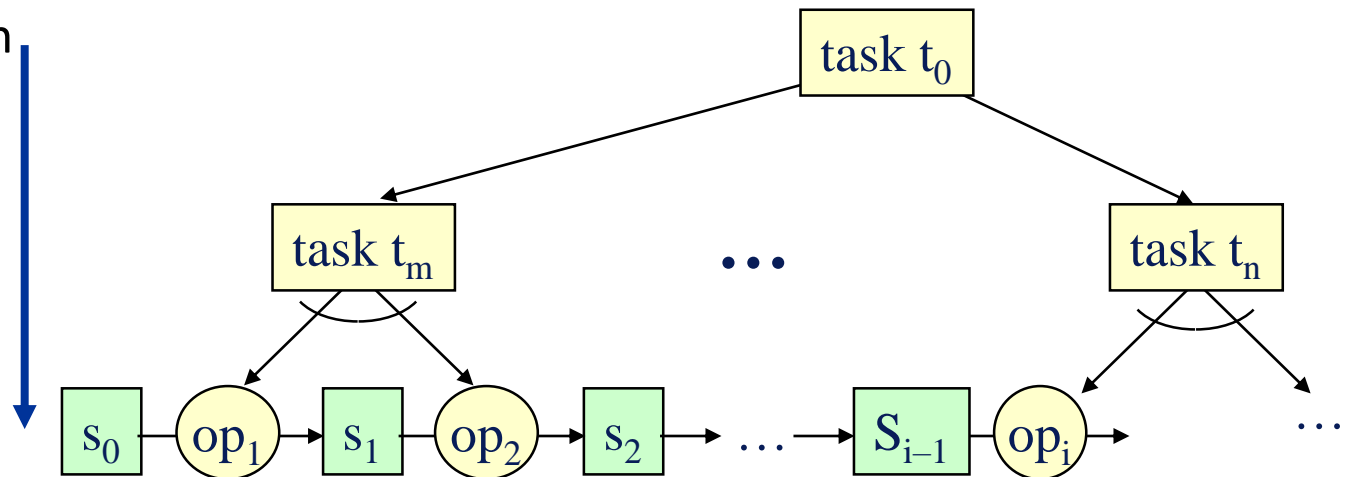 task t₀
task tₘ
...
task tₙ
s₀
op₁
s₁
op₂
s₂
...
Sᵢ₋₁
opᵢ
...